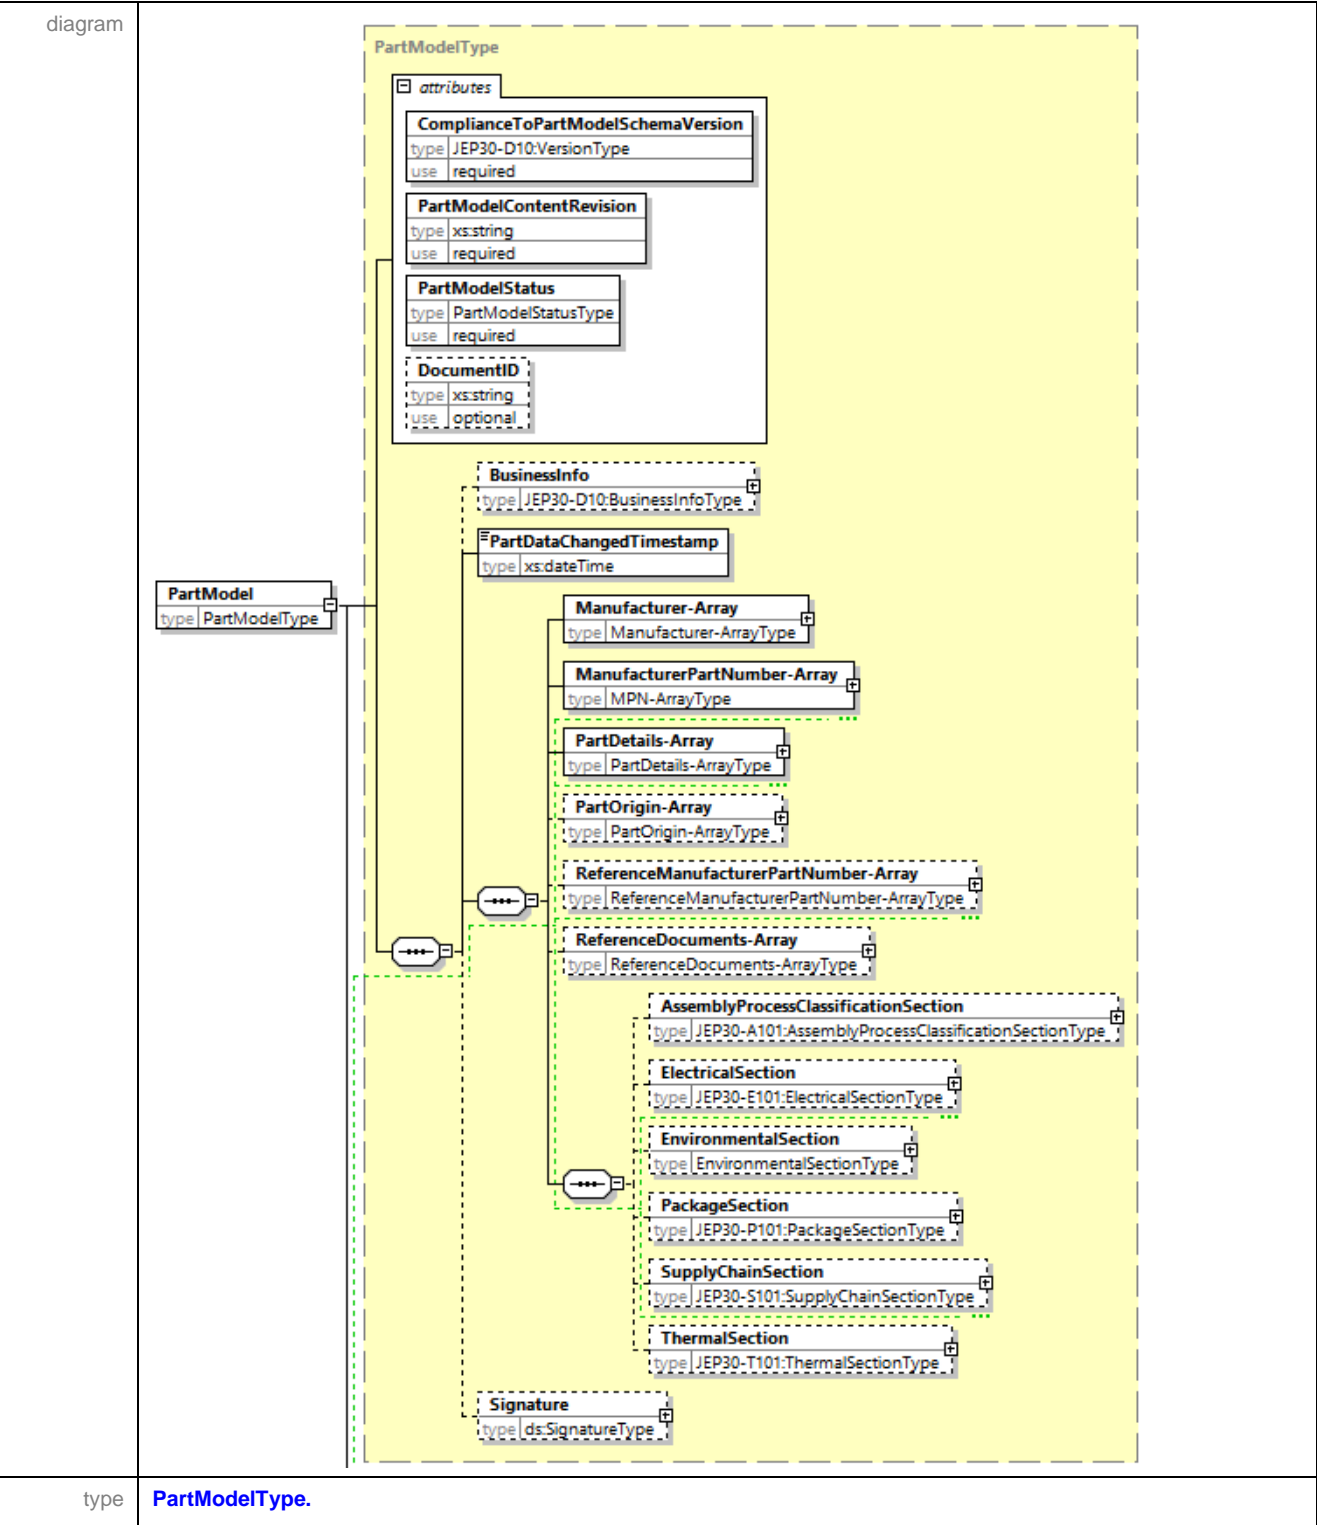 diagram
PartModelType
attributes
ComplianceToPartModelSchemaVersion
type JEP30-D10:VersionType
use required
PartModelContentRevision
type xs:string
use required
PartModelStatus
type PartModelStatusType
use required
DocumentID
type xs:string
use optional
BusinessInfo
type JEP30-D10:BusinessInfoType
PartDataChangedTimestamp
type xs:dateTime
PartModel
type PartModelType
Manufacturer-Array
type Manufacturer-ArrayType
ManufacturerPartNumber-Array
type MPN-ArrayType
PartDetails-Array
type PartDetails-ArrayType
PartOrigin-Array
type PartOrigin-ArrayType
ReferenceManufacturerPartNumber-Array
type ReferenceManufacturerPartNumber-ArrayType
ReferenceDocuments-Array
type ReferenceDocuments-ArrayType
AssemblyProcessClassificationSection
type JEP30-A101:AssemblyProcessClassificationSectionType
ElectricalSection
type JEP30-E101:ElectricalSectionType
EnvironmentalSection
type EnvironmentalSectionType
PackageSection
type JEP30-P101:PackageSectionType
SupplyChainSection
type JEP30-S101:SupplyChainSectionType
ThermalSection
type JEP30-T101:ThermalSectionType
Signature
type ds:SignatureType
type PartModelType.